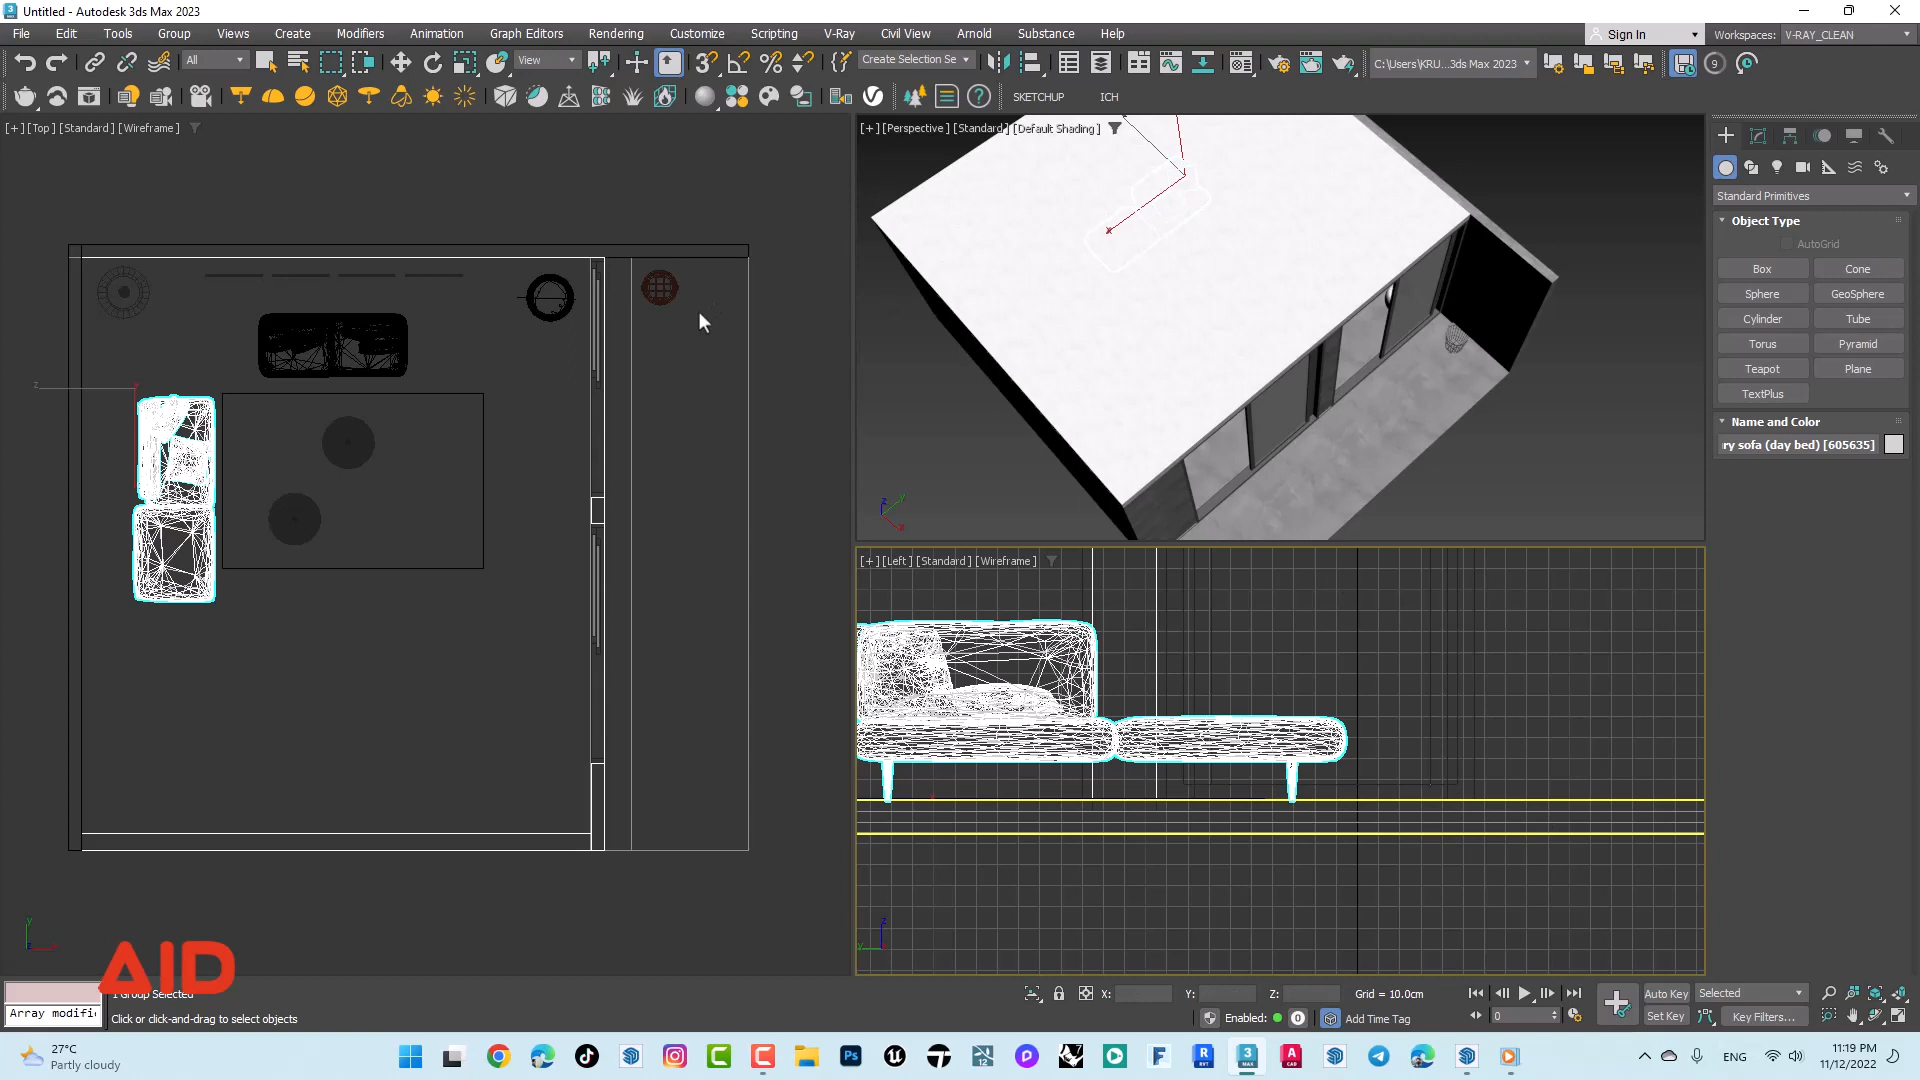 Untitled - Autodesk 3ds Max 2023
File Edit Tools Group Views Create Modifiers Animation Graph Editors Rendering Customize Scripting V-Ray Civil View Arnold Substance Help
Sign In Workspaces: V-RAY_CLEAN
All View Create Selection Se C:\Users\KRU...3ds Max 2023 9
SKETCHUP ICH
[+] [Top] [Standard] [Wireframe]
[+] [Perspective] [Standard] [Default Shading]
Standard Primitives
Object Type
AutoGrid
Box Cone
Sphere GeoSphere
Cylinder Tube
Torus Pyramid
Teapot Plane
TextPlus
Name and Color
ry sofa (day bed) [605635]
[+] [Left] [Standard] [Wireframe]
AID
1 Group Selected
Array modifi
Click or click-and-drag to select objects
X: Y: Z: Grid = 10.0cm
Enabled: 0 Add Time Tag
0
Auto Key Selected
Set Key Key Filters...
27°C
Partly cloudy
ENG
11:19 PM
11/12/2022